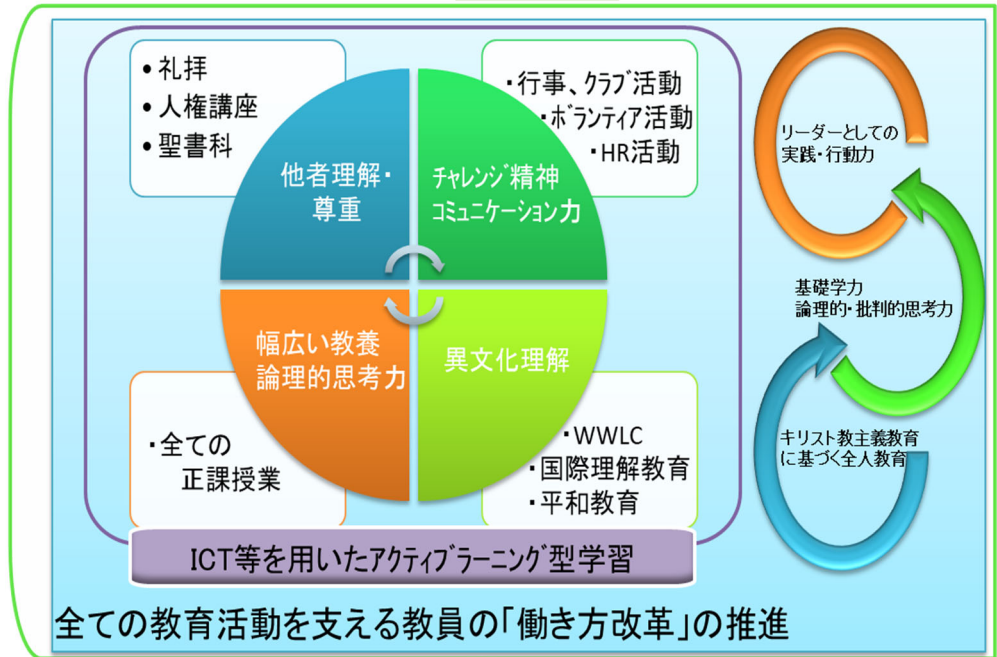 • 礼拝
• 人権講座
• 聖書科
他者理解・
尊重
・行事、クラブ活動
・ボランティア活動
・HR活動
チャレンジ精神
コミュニケーション力
幅広い教養
論理的思考力
・全ての
正課授業
異文化理解
・WWLC
・国際理解教育
・平和教育
ICT等を用いたアクティブラーニング型学習
リーダーとしての
実践・行動力
基礎学力
論理的・批判的思考力
キリスト教主義教育
に基づく全人教育
全ての教育活動を支える教員の「働き方改革」の推進